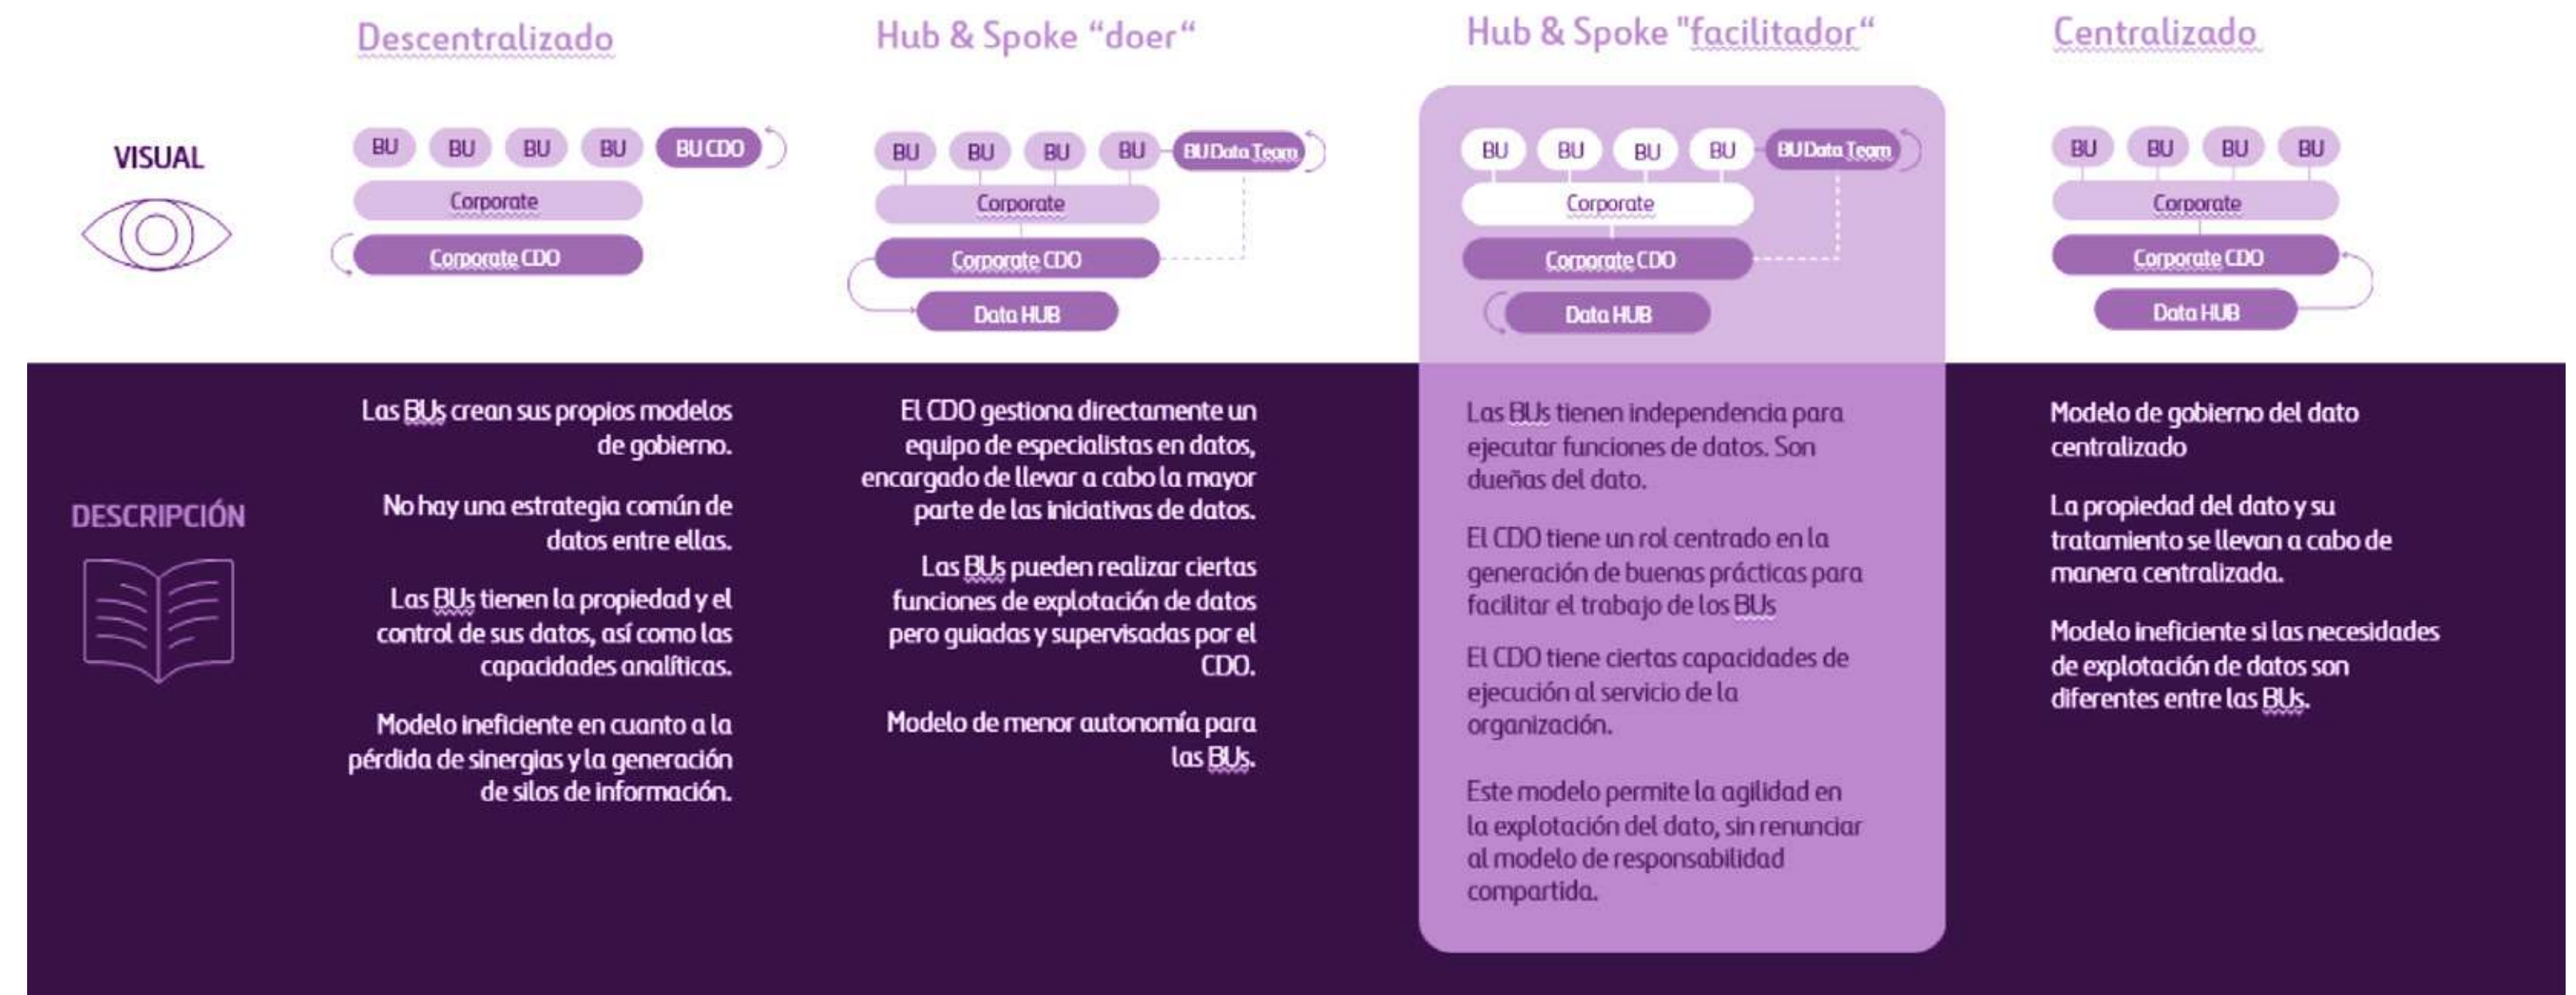 Descentralizado
Hub & Spoke “doer“
Hub & Spoke "facilitador“
Centralizado
VISUAL
BU BU BU BU BU CDO
Corporate
Corporate CDO
BU BU BU BU BU Data Team
Corporate
Corporate CDO
Data HUB
BU BU BU BU BU Data Team
Corporate
Corporate CDO
Data HUB
BU BU BU BU
Corporate
Corporate CDO
Data HUB
DESCRIPCIÓN
Las BUs crean sus propios modelos
de gobierno.
No hay una estrategia común de
datos entre ellas.
Las BUs tienen la propiedad y el
control de sus datos, así como las
capacidades analíticas.
Modelo ineficiente en cuanto a la
pérdida de sinergias y la generación
de silos de información.
El CDO gestiona directamente un
equipo de especialistas en datos,
encargado de llevar a cabo la mayor
parte de las iniciativas de datos.
Las BUs pueden realizar ciertas
funciones de explotación de datos
pero guiadas y supervisadas por el
CDO.
Modelo de menor autonomía para
las BUs.
Las BUs tienen independencia para
ejecutar funciones de datos. Son
dueñas del dato.
El CDO tiene un rol centrado en la
generación de buenas prácticas para
facilitar el trabajo de los BUs
El CDO tiene ciertas capacidades de
ejecución al servicio de la
organización.
Este modelo permite la agilidad en
la explotación del dato, sin renunciar
al modelo de responsabilidad
compartida.
Modelo de gobierno del dato
centralizado
La propiedad del dato y su
tratamiento se llevan a cabo de
manera centralizada.
Modelo ineficiente si las necesidades
de explotación de datos son
diferentes entre las BUs.